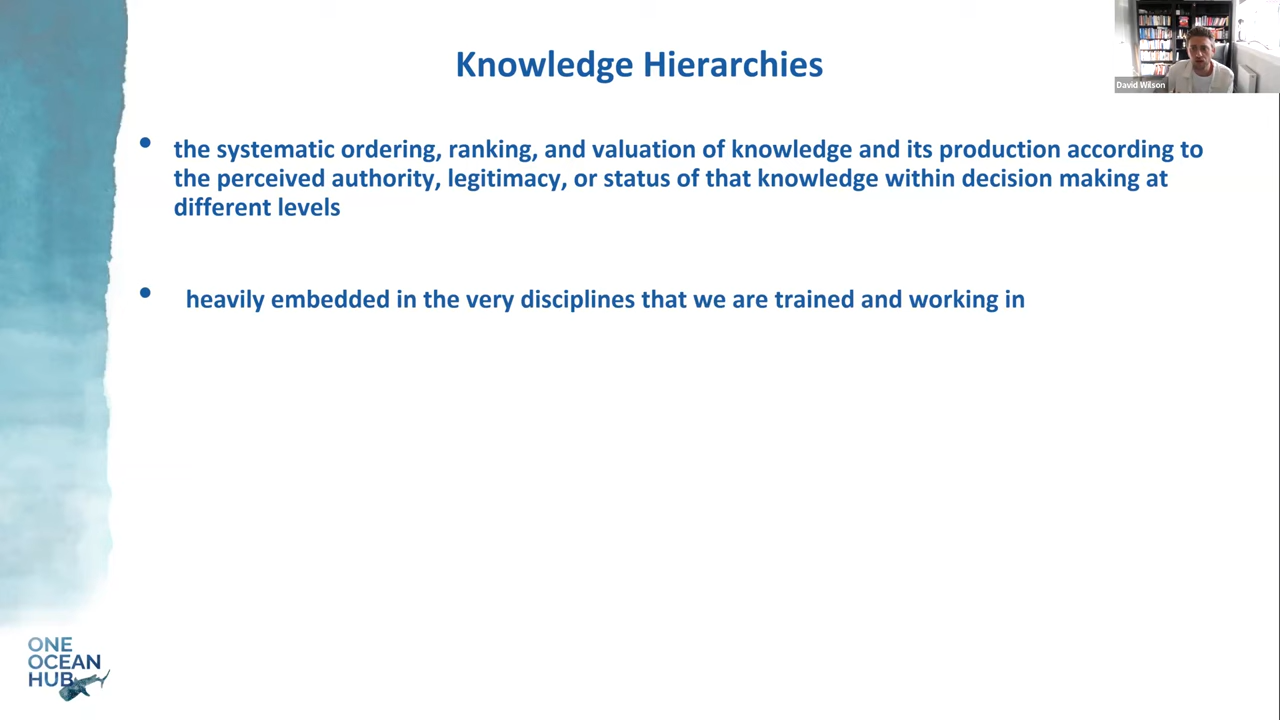 Knowledge Hierarchies
David Wilson
• the systematic ordering, ranking, and valuation of knowledge and its production according to
the perceived authority, legitimacy, or status of that knowledge within decision making at
different levels
• heavily embedded in the very disciplines that we are trained and working in
ONE
OCEAN
HUB